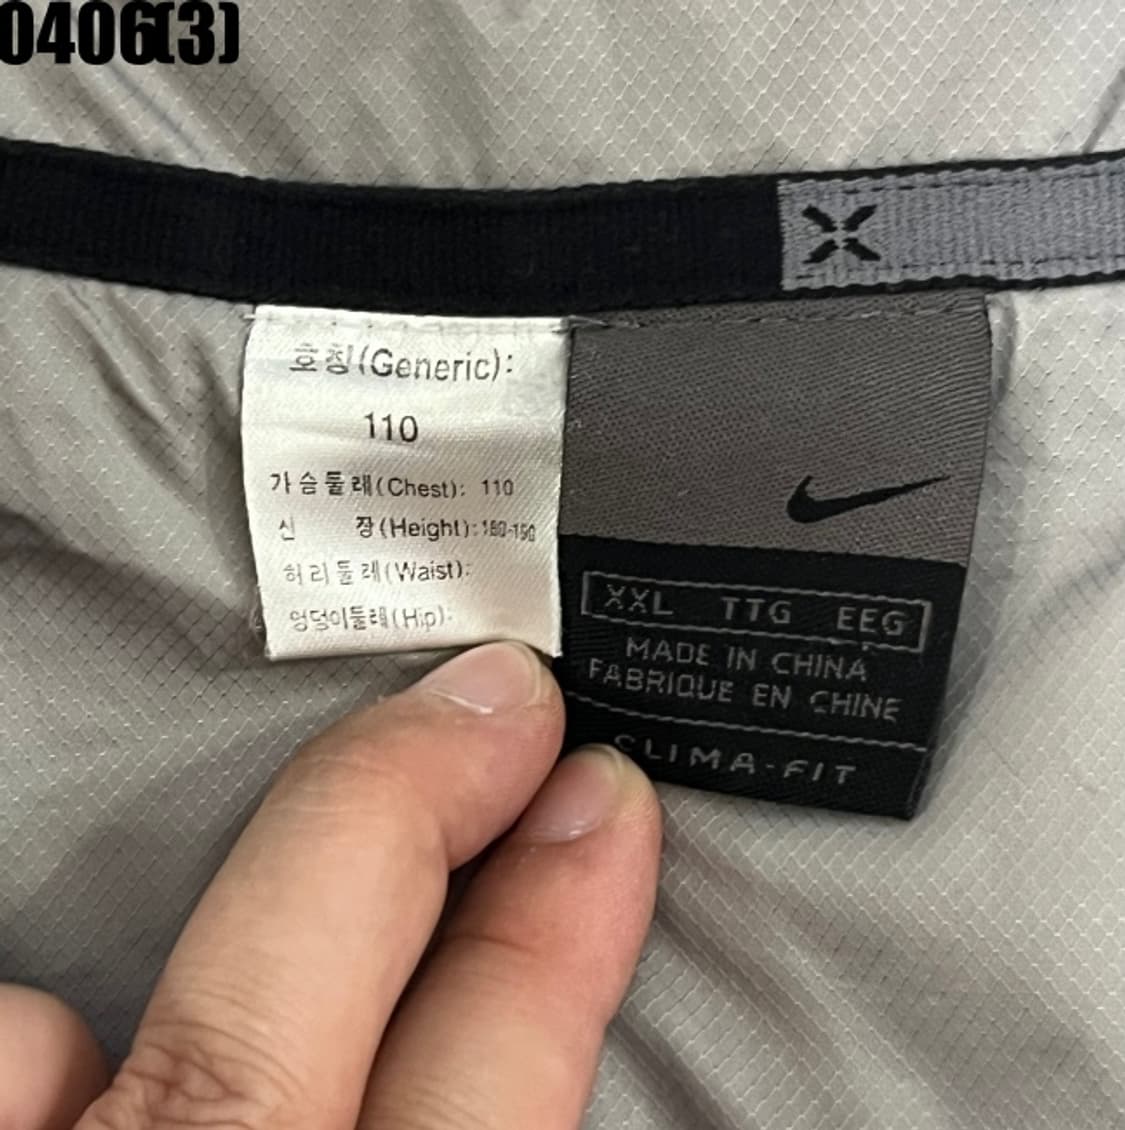 0406(3)
호칭(Generic):
110
가슴둘레(Chest): 110
신 장(Height):180-190
허리둘레(Waist):
엉덩이둘레(Hip):
XXL TTG EEG
MADE IN CHINA
FABRIQUE EN CHINE
CLIMA-FIT